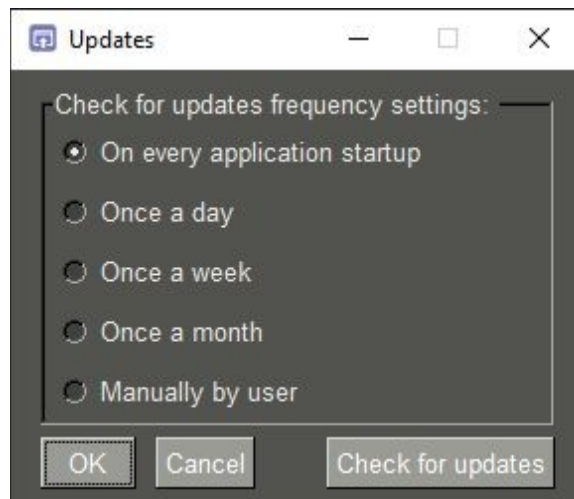 Updates
Check for updates frequency settings:
On every application startup
Once a day
Once a week
Once a month
Manually by user
OK Cancel Check for updates